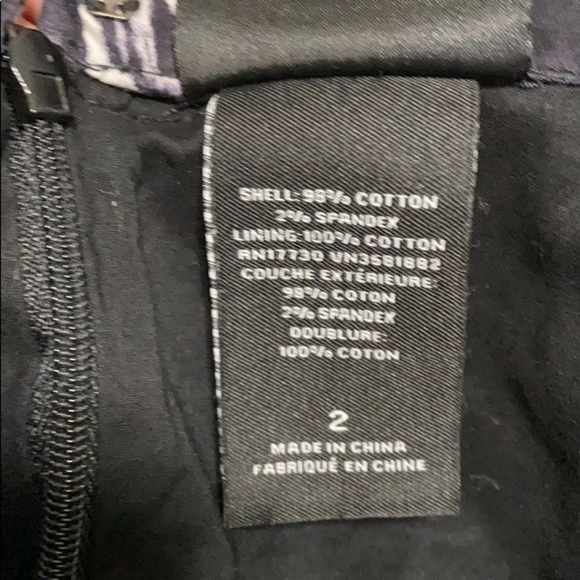 SHELL: 98% COTTON
2% SPANDEX
LINING:100% COTTON
RN17730 VN3581882
COUCHE EXTÉRIEURE:
98% COTON
2% SPANDEX
DOUBLURE:
100% COTON
2
MADE IN CHINA
FABRIQUÉ EN CHINE